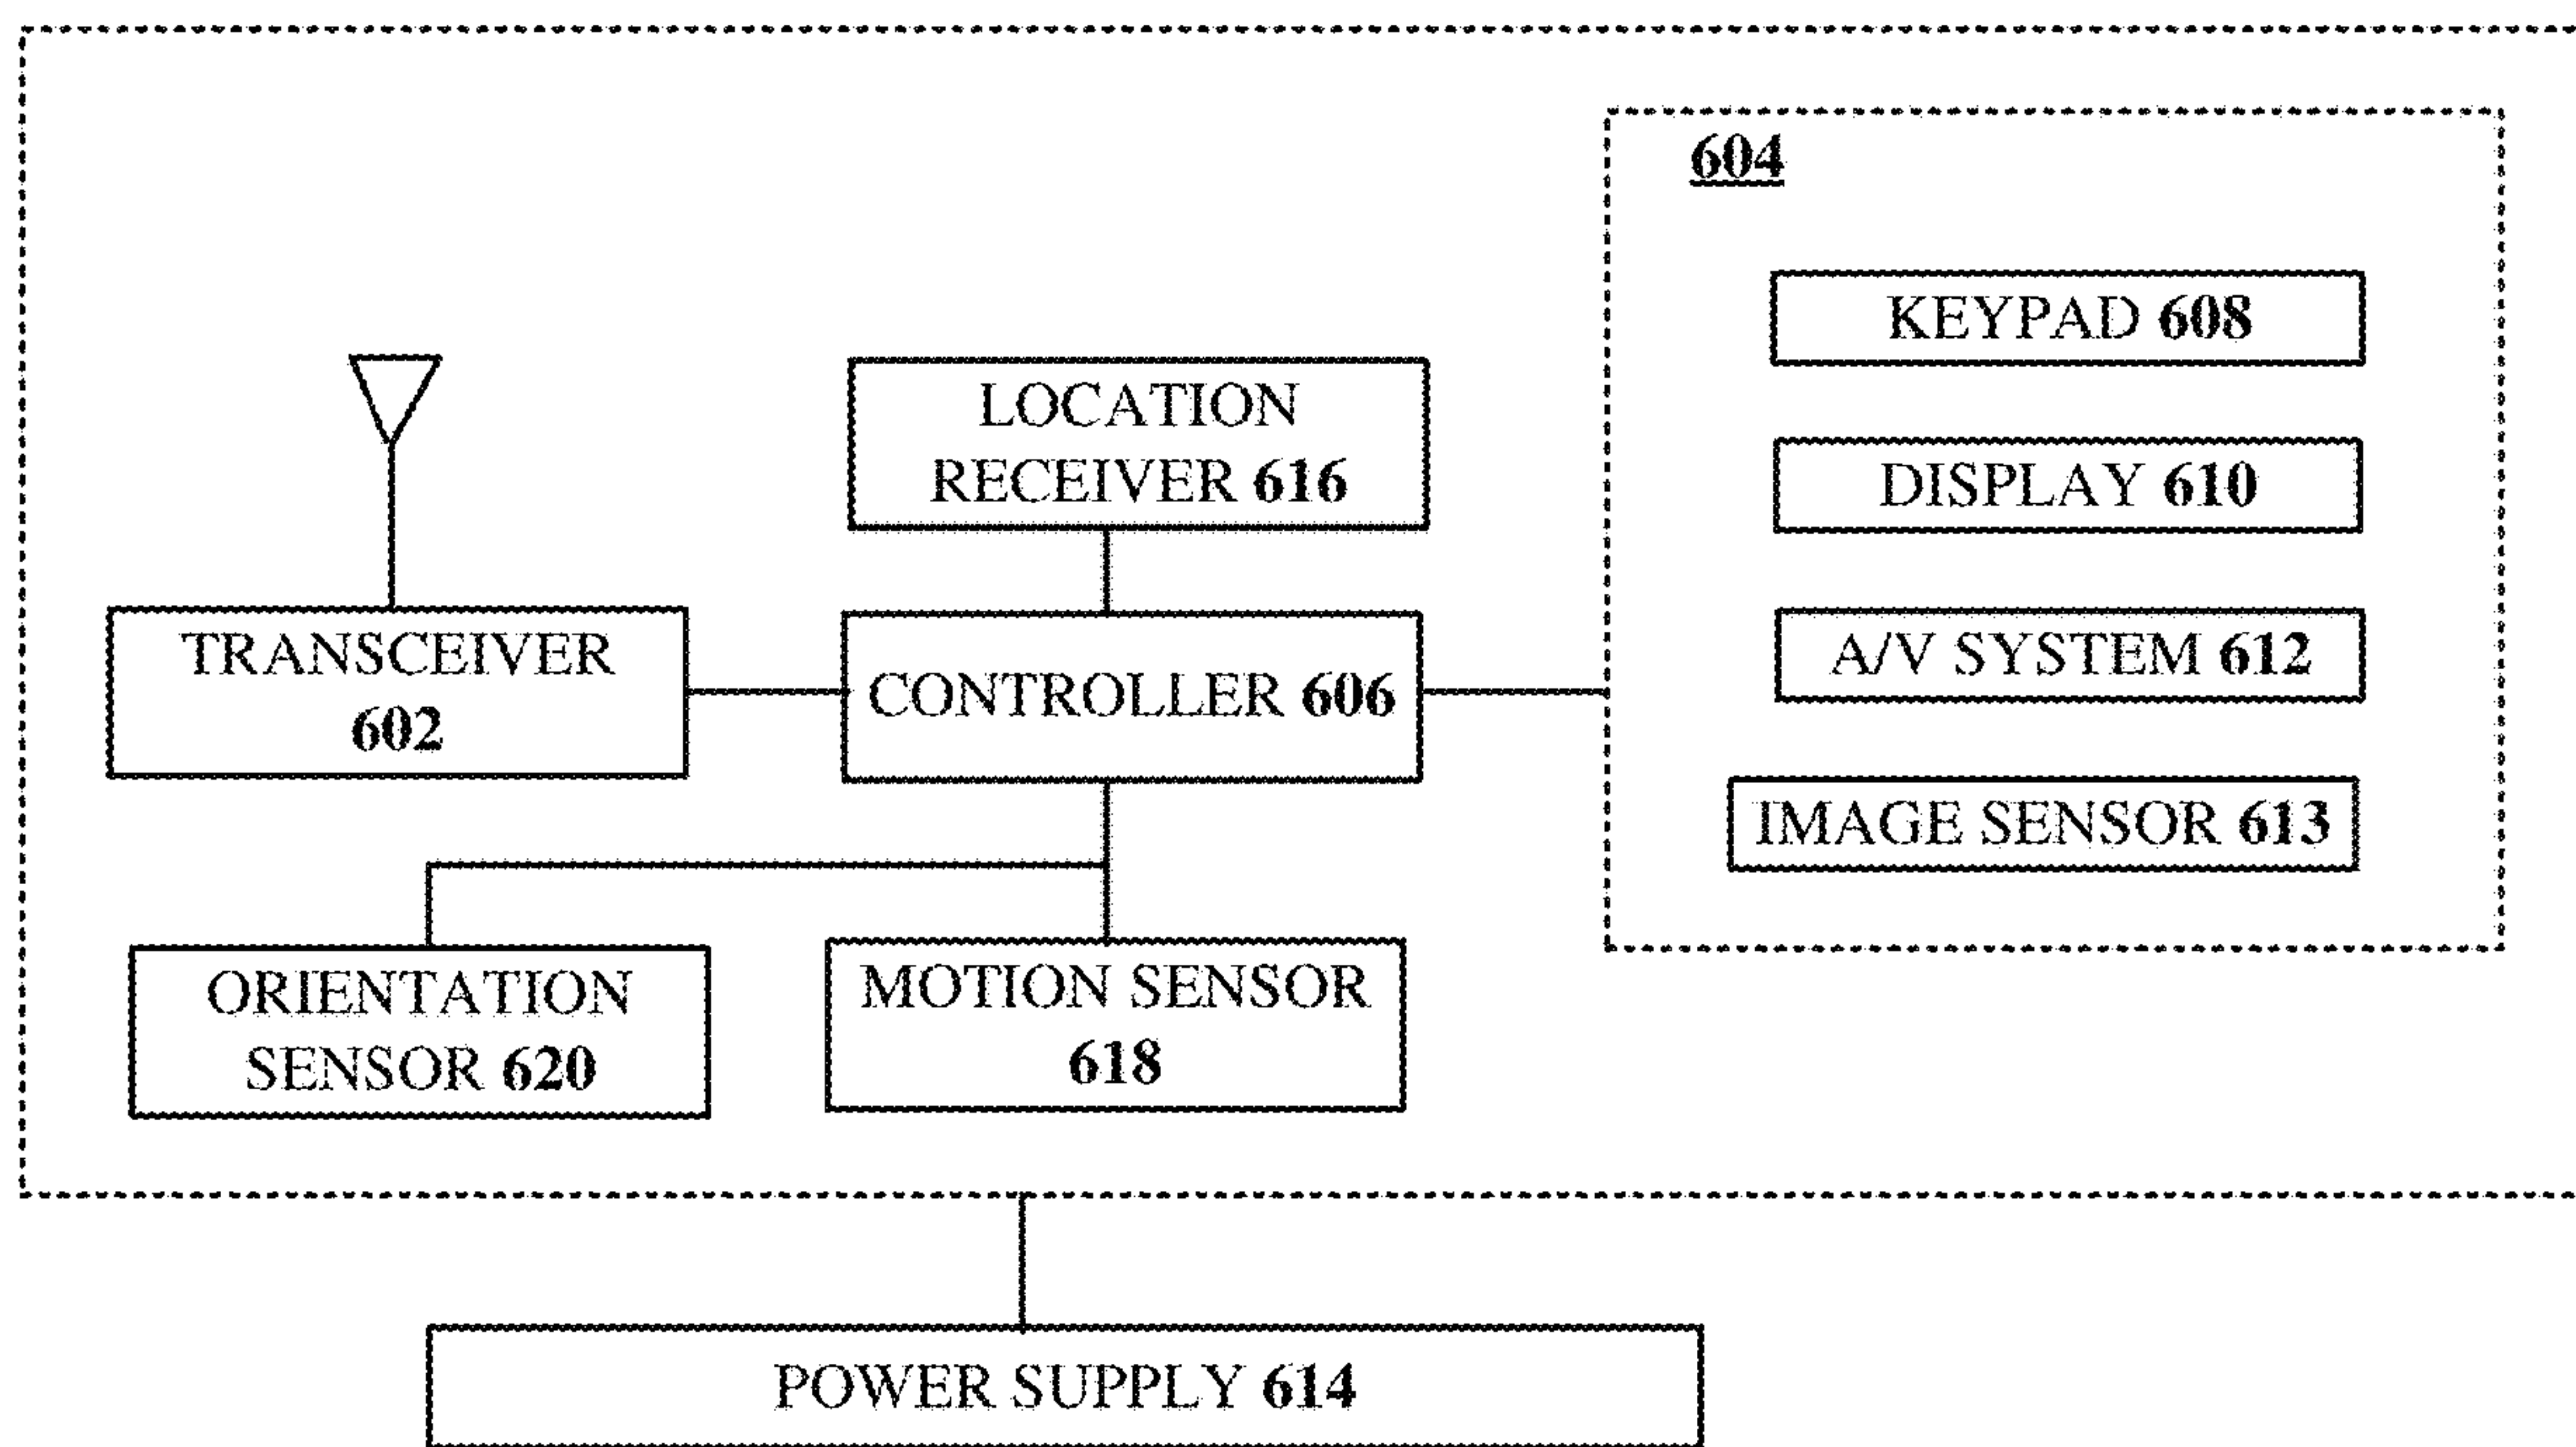 604
KEYPAD 608
LOCATION
RECEIVER 616
DISPLAY 610
TRANSCEIVER
602
CONTROLLER 606
A/V SYSTEM 612
IMAGE SENSOR 613
ORIENTATION
SENSOR 620
MOTION SENSOR
618
POWER SUPPLY 614